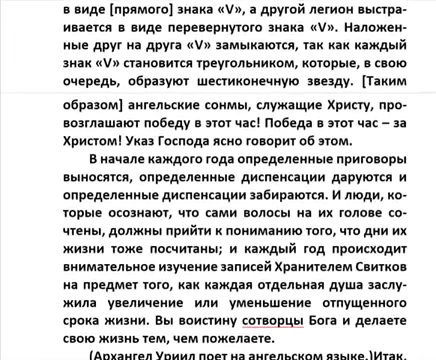 в виде [прямого] знака «V», а другой легион выстра-
ивается в виде перевернутого знака «V». Наложен-
ные друг на друга «V» замыкаются, так как каждый
знак «V» становится треугольником, которые, в свою
очередь, образуют шестиконечную звезду. [Таким
образом] ангельские сонмы, служащие Христу, про-
возглашают победу в этот час! Победа в этот час – за
Христом! Указ Господа ясно говорит об этом.
В начале каждого года определенные приговоры
выносятся, определенные диспенсации даруются и
определенные диспенсации забираются. И люди, ко-
торые осознают, что сами волосы на их голове со-
чтены, должны прийти к пониманию того, что дни их
жизни тоже посчитаны; и каждый год происходит
внимательное изучение записей Хранителем Свитков
на предмет того, как каждая отдельная душа заслу-
жила увеличение или уменьшение отпущенного
срока жизни. Вы воистину сотворцы Бога и делаете
свою жизнь тем, чем пожелаете.
(Архангел Уриил поет на ангельском языке.)Итак,